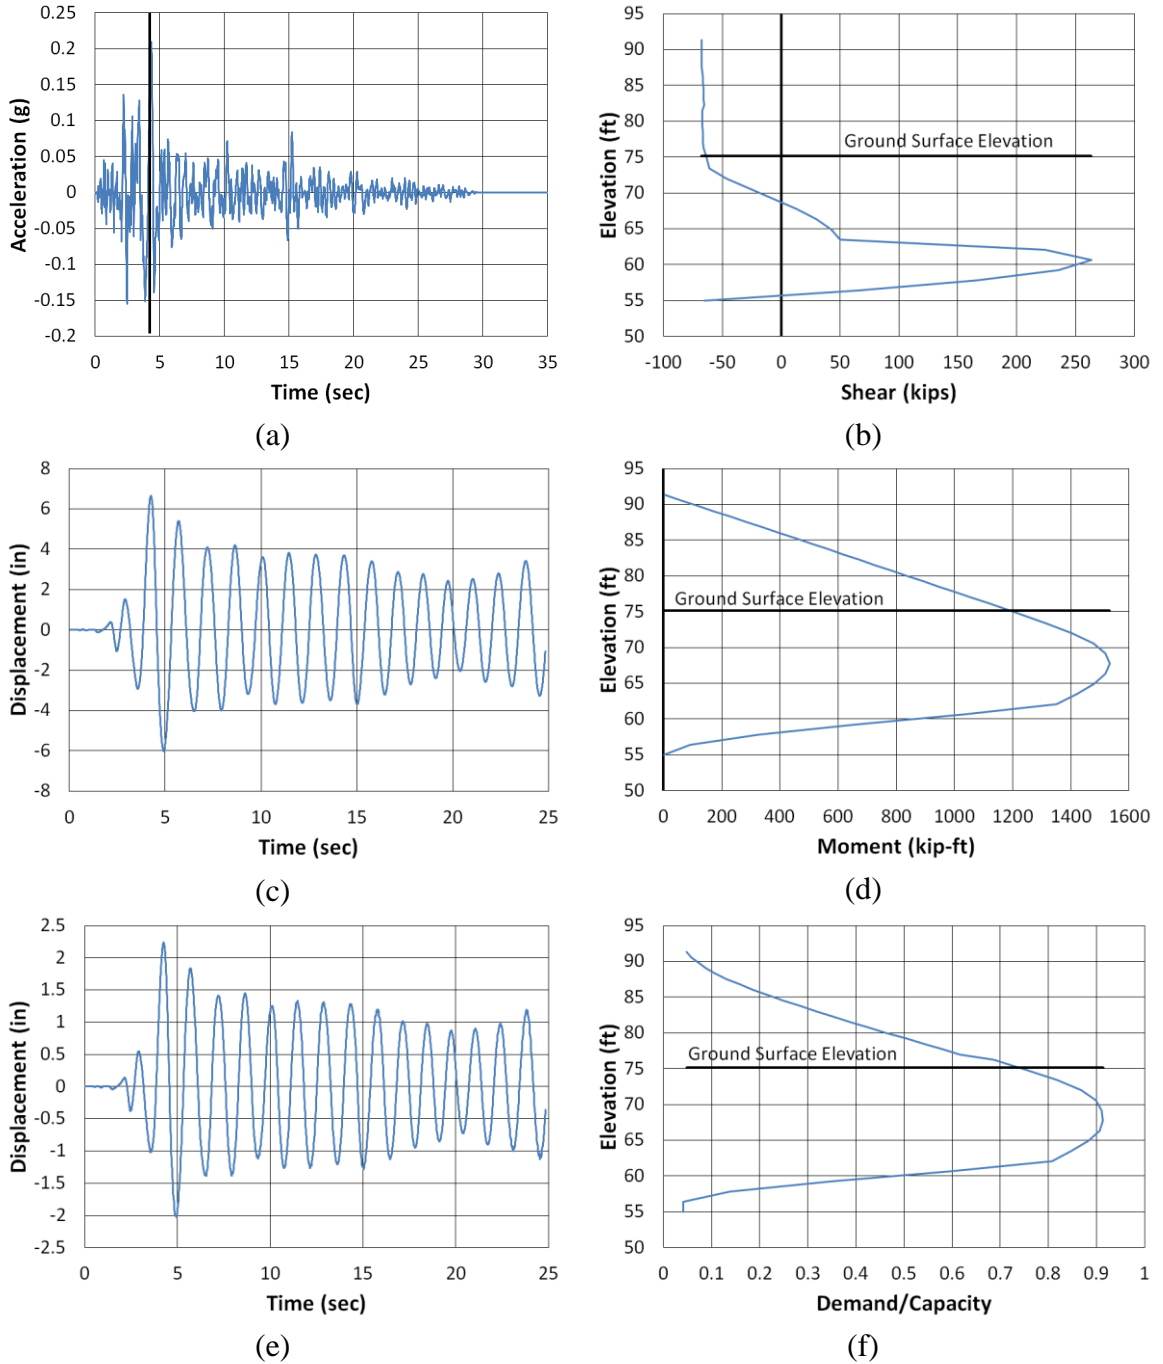 0.25
0.2
0.15
0.1
0.05
0
-0.05
-0.1
-0.15
-0.2
Acceleration (g)
0 5 10 15 20 25 30 35
Time (sec)
(a)
95
90
85
80
75
70
65
60
55
50
Elevation (ft)
Ground Surface Elevation
-100 -50 0 50 100 150 200 250 300
Shear (kips)
(b)
8
6
4
2
0
-2
-4
-6
-8
Displacement (in)
0 5 10 15 20 25
Time (sec)
(c)
95
90
85
80
75
70
65
60
55
50
Elevation (ft)
Ground Surface Elevation
0 200 400 600 800 1000 1200 1400 1600
Moment (kip-ft)
(d)
2.5
2
1.5
1
0.5
0
-0.5
-1
-1.5
-2
-2.5
Displacement (in)
0 5 10 15 20 25
Time (sec)
(e)
95
90
85
80
75
70
65
60
55
50
Elevation (ft)
Ground Surface Elevation
0 0.1 0.2 0.3 0.4 0.5 0.6 0.7 0.8 0.9 1
Demand/Capacity
(f)